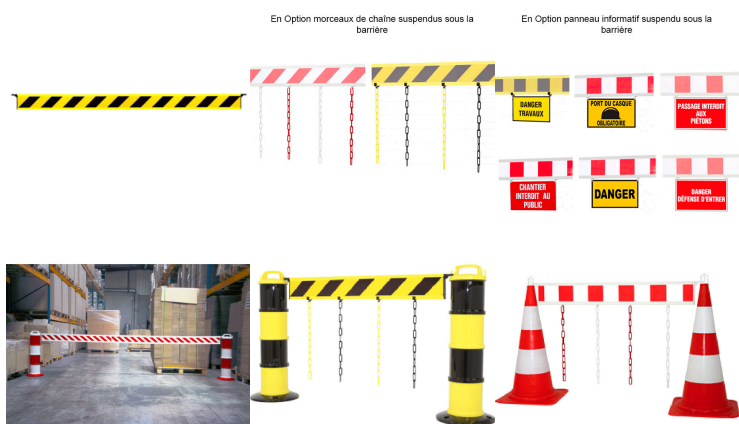 En Option morceaux de chaîne suspendus sous la
barrière
En Option panneau informatif suspendu sous la
barrière
DANGER
TRAVAUX
PORT DU CASQUE
OBLIGATOIRE
PASSAGE INTERDIT
AUX
PIÉTONS
CHANTIER
INTERDIT AU
PUBLIC
DANGER
DANGER
DÉFENSE D'ENTRER